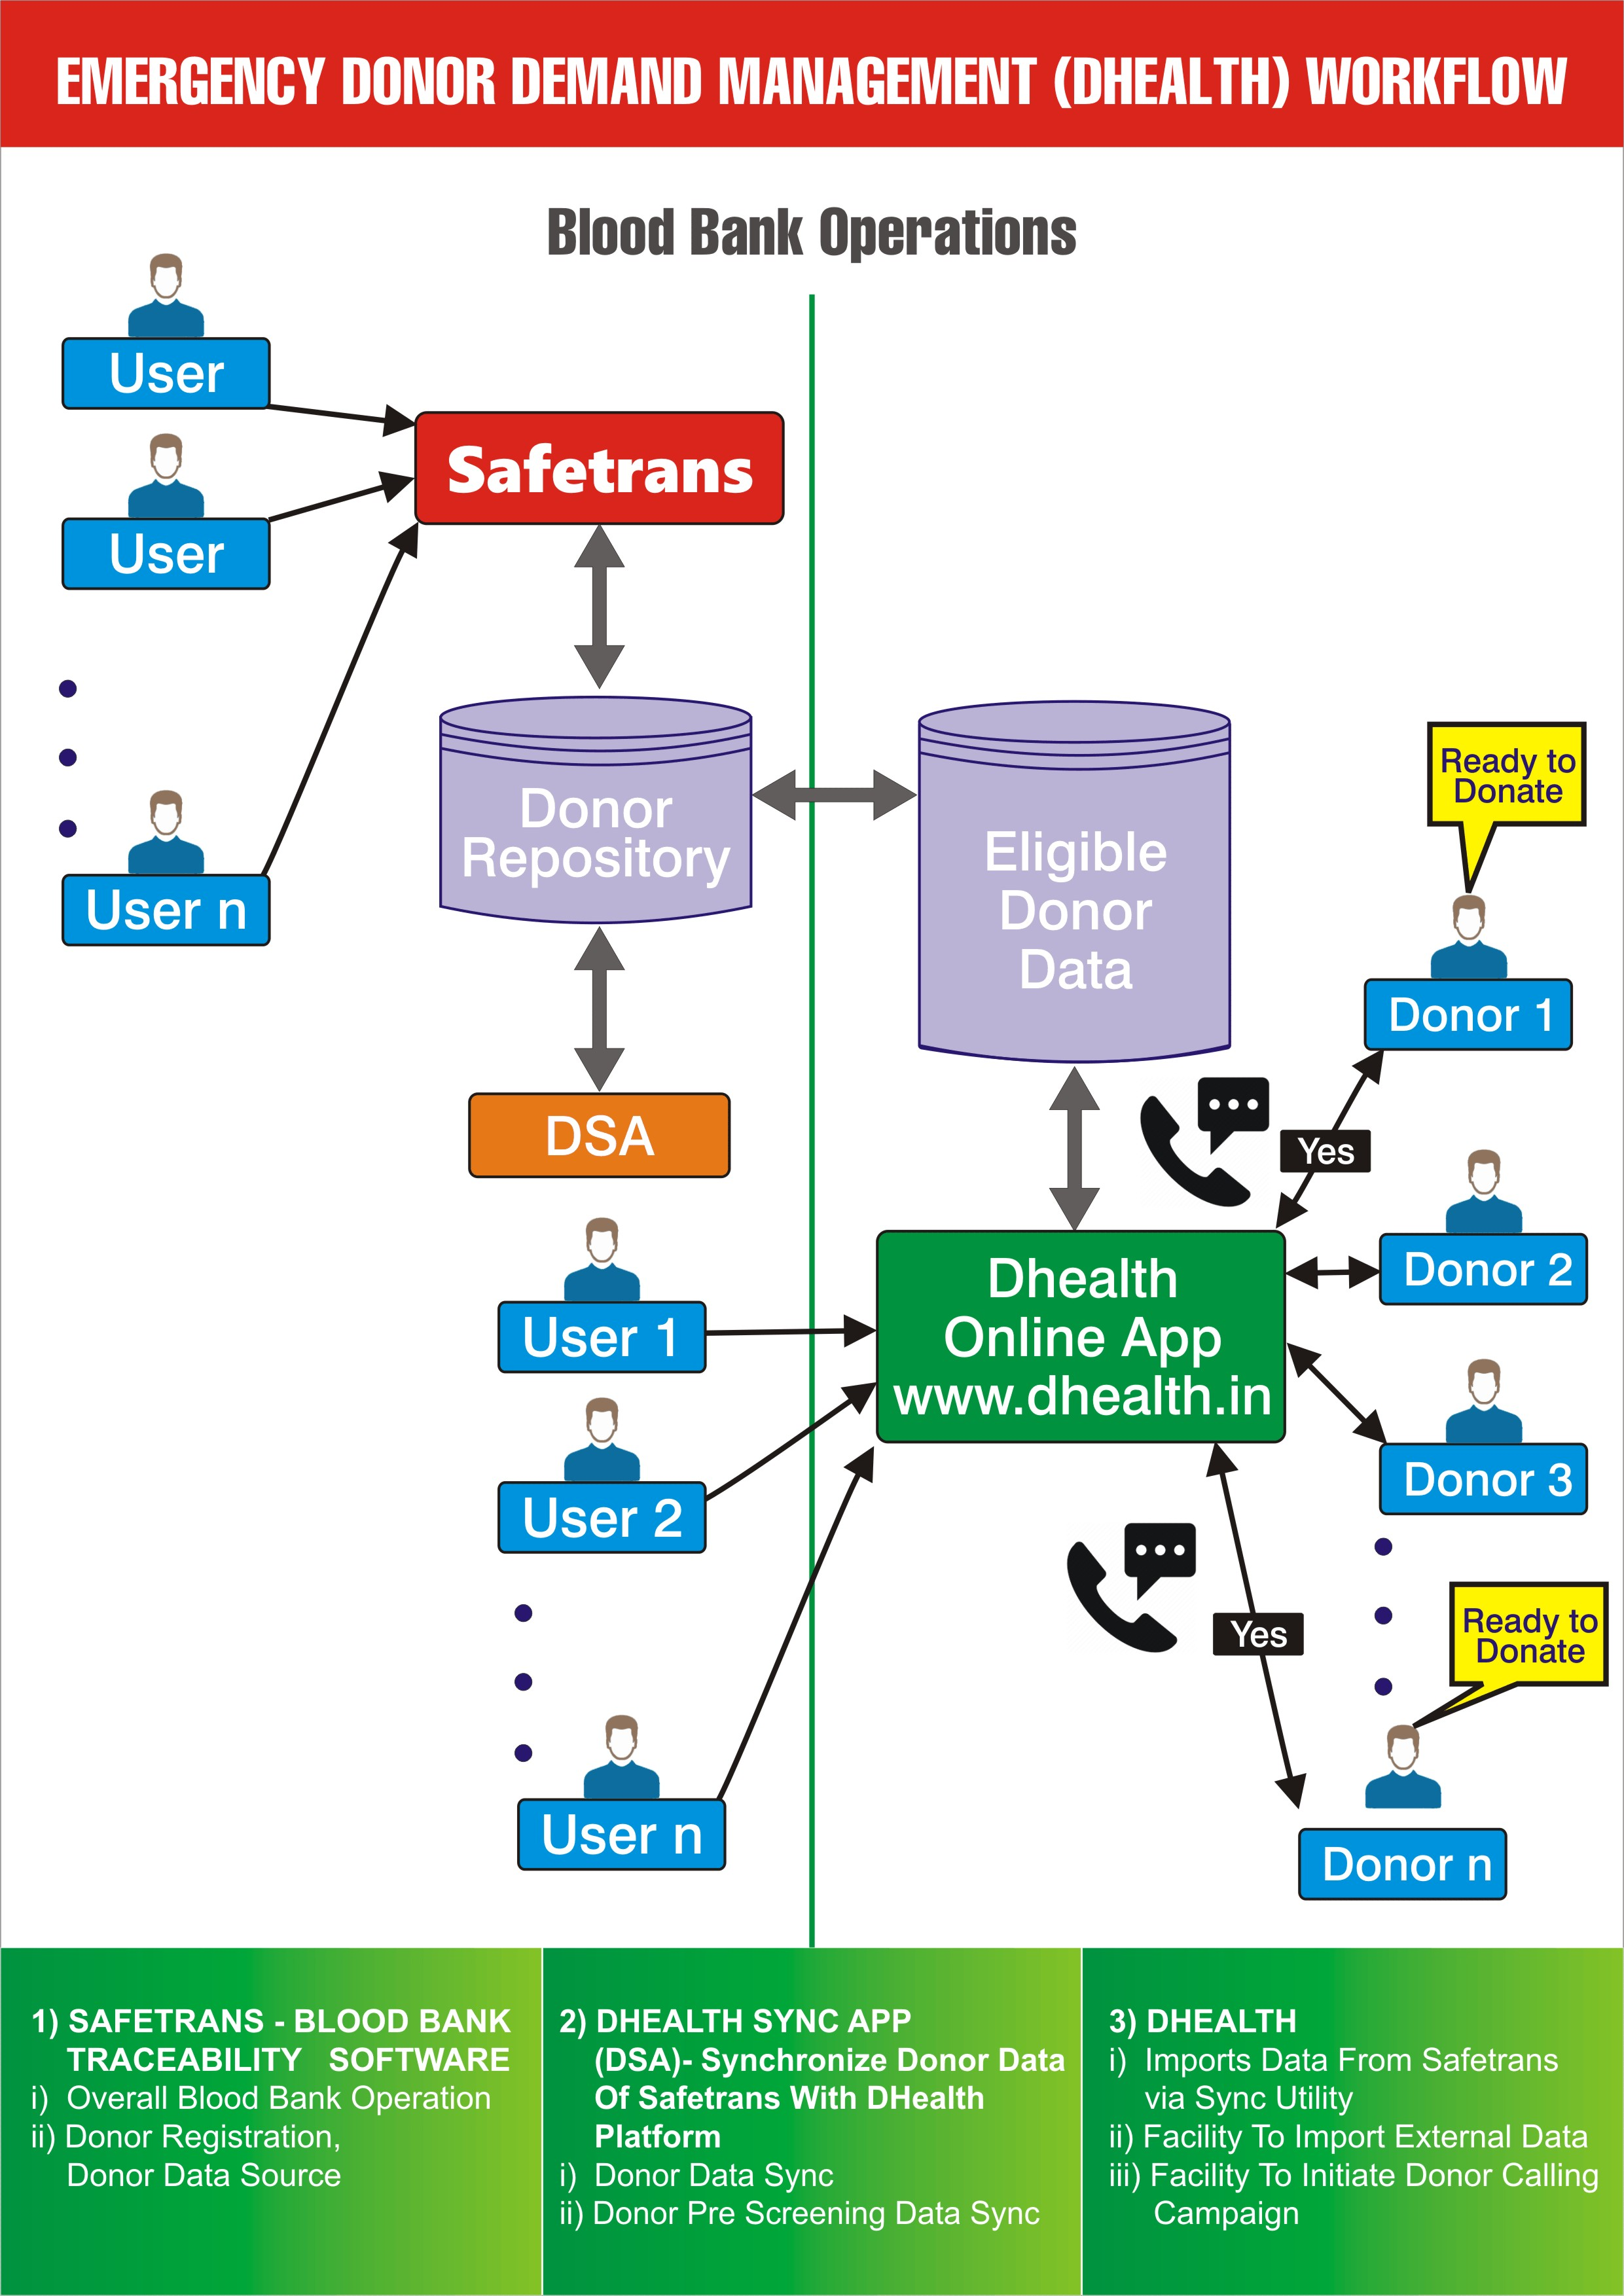 EMERGENCY DONOR DEMAND MANAGEMENT (DHEALTH) WORKFLOW
Blood Bank Operations
User
Safetrans
User
User n
Donor
Repository
Eligible
Donor
Data
Ready to
Donate
Donor 1
DSA
Yes
Donor 2
User 1
Dhealth
Online App
www.dhealth.in
User 2
Donor 3
Yes
Ready to
Donate
User n
Donor n
1) SAFETRANS - BLOOD BANK
TRACEABILITY SOFTWARE
i) Overall Blood Bank Operation
ii) Donor Registration,
Donor Data Source
2) DHEALTH SYNC APP
(DSA)- Synchronize Donor Data
Of Safetrans With DHealth
Platform
i) Donor Data Sync
ii) Donor Pre Screening Data Sync
3) DHEALTH
i) Imports Data From Safetrans
via Sync Utility
ii) Facility To Import External Data
iii) Facility To Initiate Donor Calling
Campaign